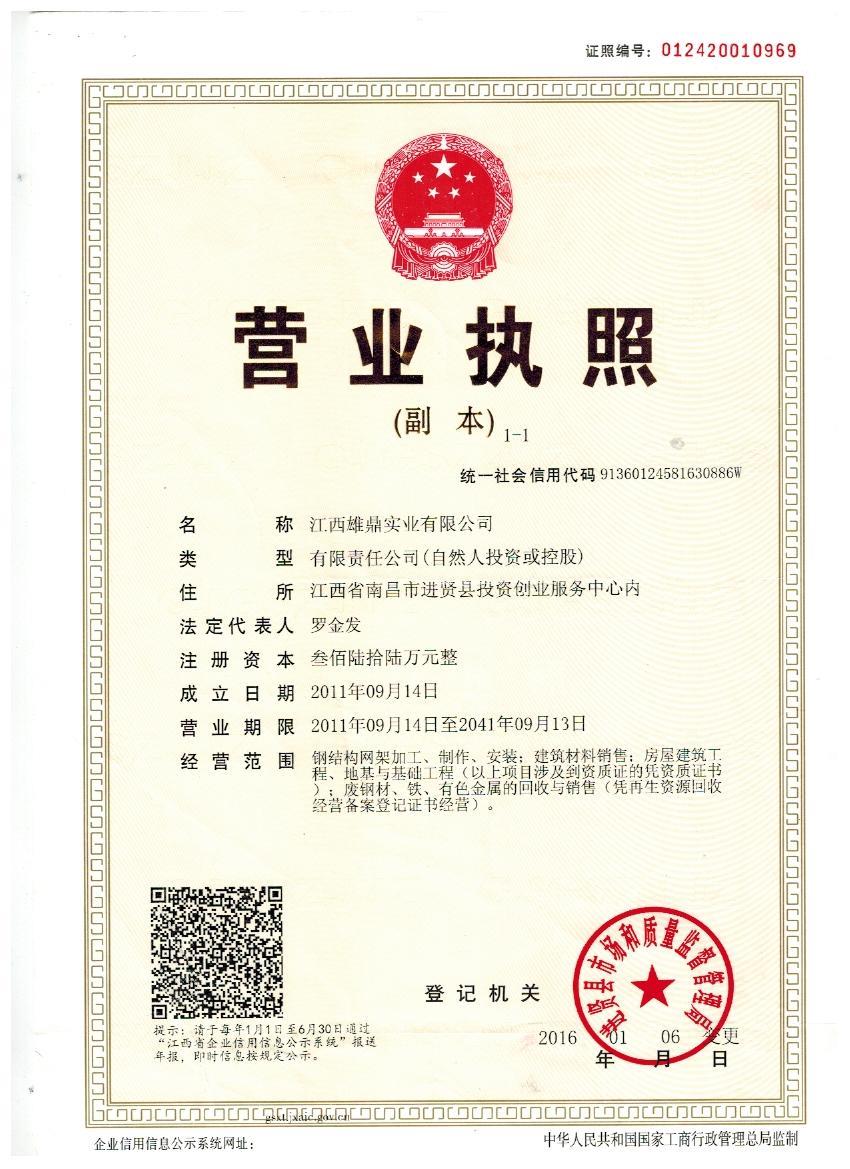 证照编号：012420010969
营业执照
(副 本) 1-1
统一社会信用代码 91360124581630886W
名 称 江西雄鼎实业有限公司
类 型 有限责任公司(自然人投资或控股)
住 所 江西省南昌市进贤县投资创业服务中心内
法定代表人 罗金发
注册资本 叁佰陆拾陆万元整
成立日期 2011年09月14日
营业期限 2011年09月14日至2041年09月13日
经营范围 钢结构网架加工、制作、安装；建筑材料销售；房屋建筑工
程、地基与基础工程（以上项目涉及到资质证的凭资质证书
）；废钢材、铁、有色金属的回收与销售（凭再生资源回收
经营备案登记证书经营）。
进贤县市场和质量监督管理局
登记机关
2016 01 06 变更
年 月 日
提示：请于每年1月1日至6月30日通过
“江西省企业信用信息公示系统”报送
年报，即时信息按规定公示。
gsxt.jxaic.gov.cn
企业信用信息公示系统网址：
中华人民共和国国家工商行政管理总局监制